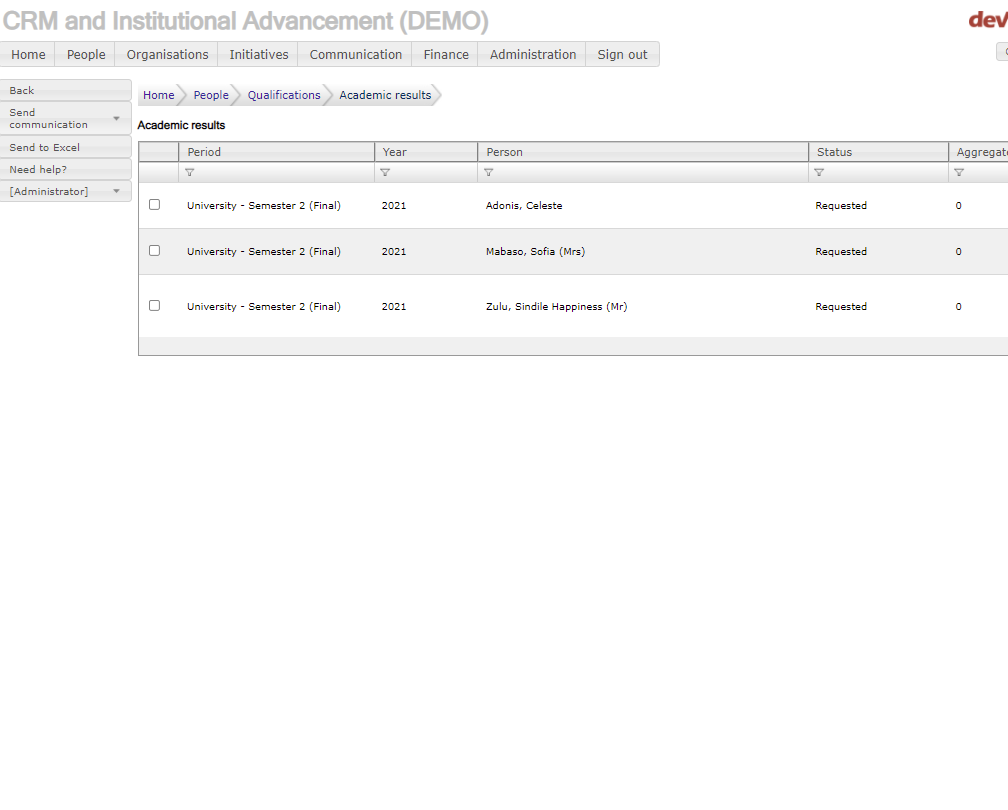 CRM and Institutional Advancement (DEMO)
dev
Home People Organisations Initiatives Communication Finance Administration Sign out
Back
Send
communication
Send to Excel
Need help?
[Administrator]
Home People Qualifications Academic results
Academic results
Period Year Person Status Aggregate
University - Semester 2 (Final) 2021 Adonis, Celeste Requested 0
University - Semester 2 (Final) 2021 Mabaso, Sofia (Mrs) Requested 0
University - Semester 2 (Final) 2021 Zulu, Sindile Happiness (Mr) Requested 0